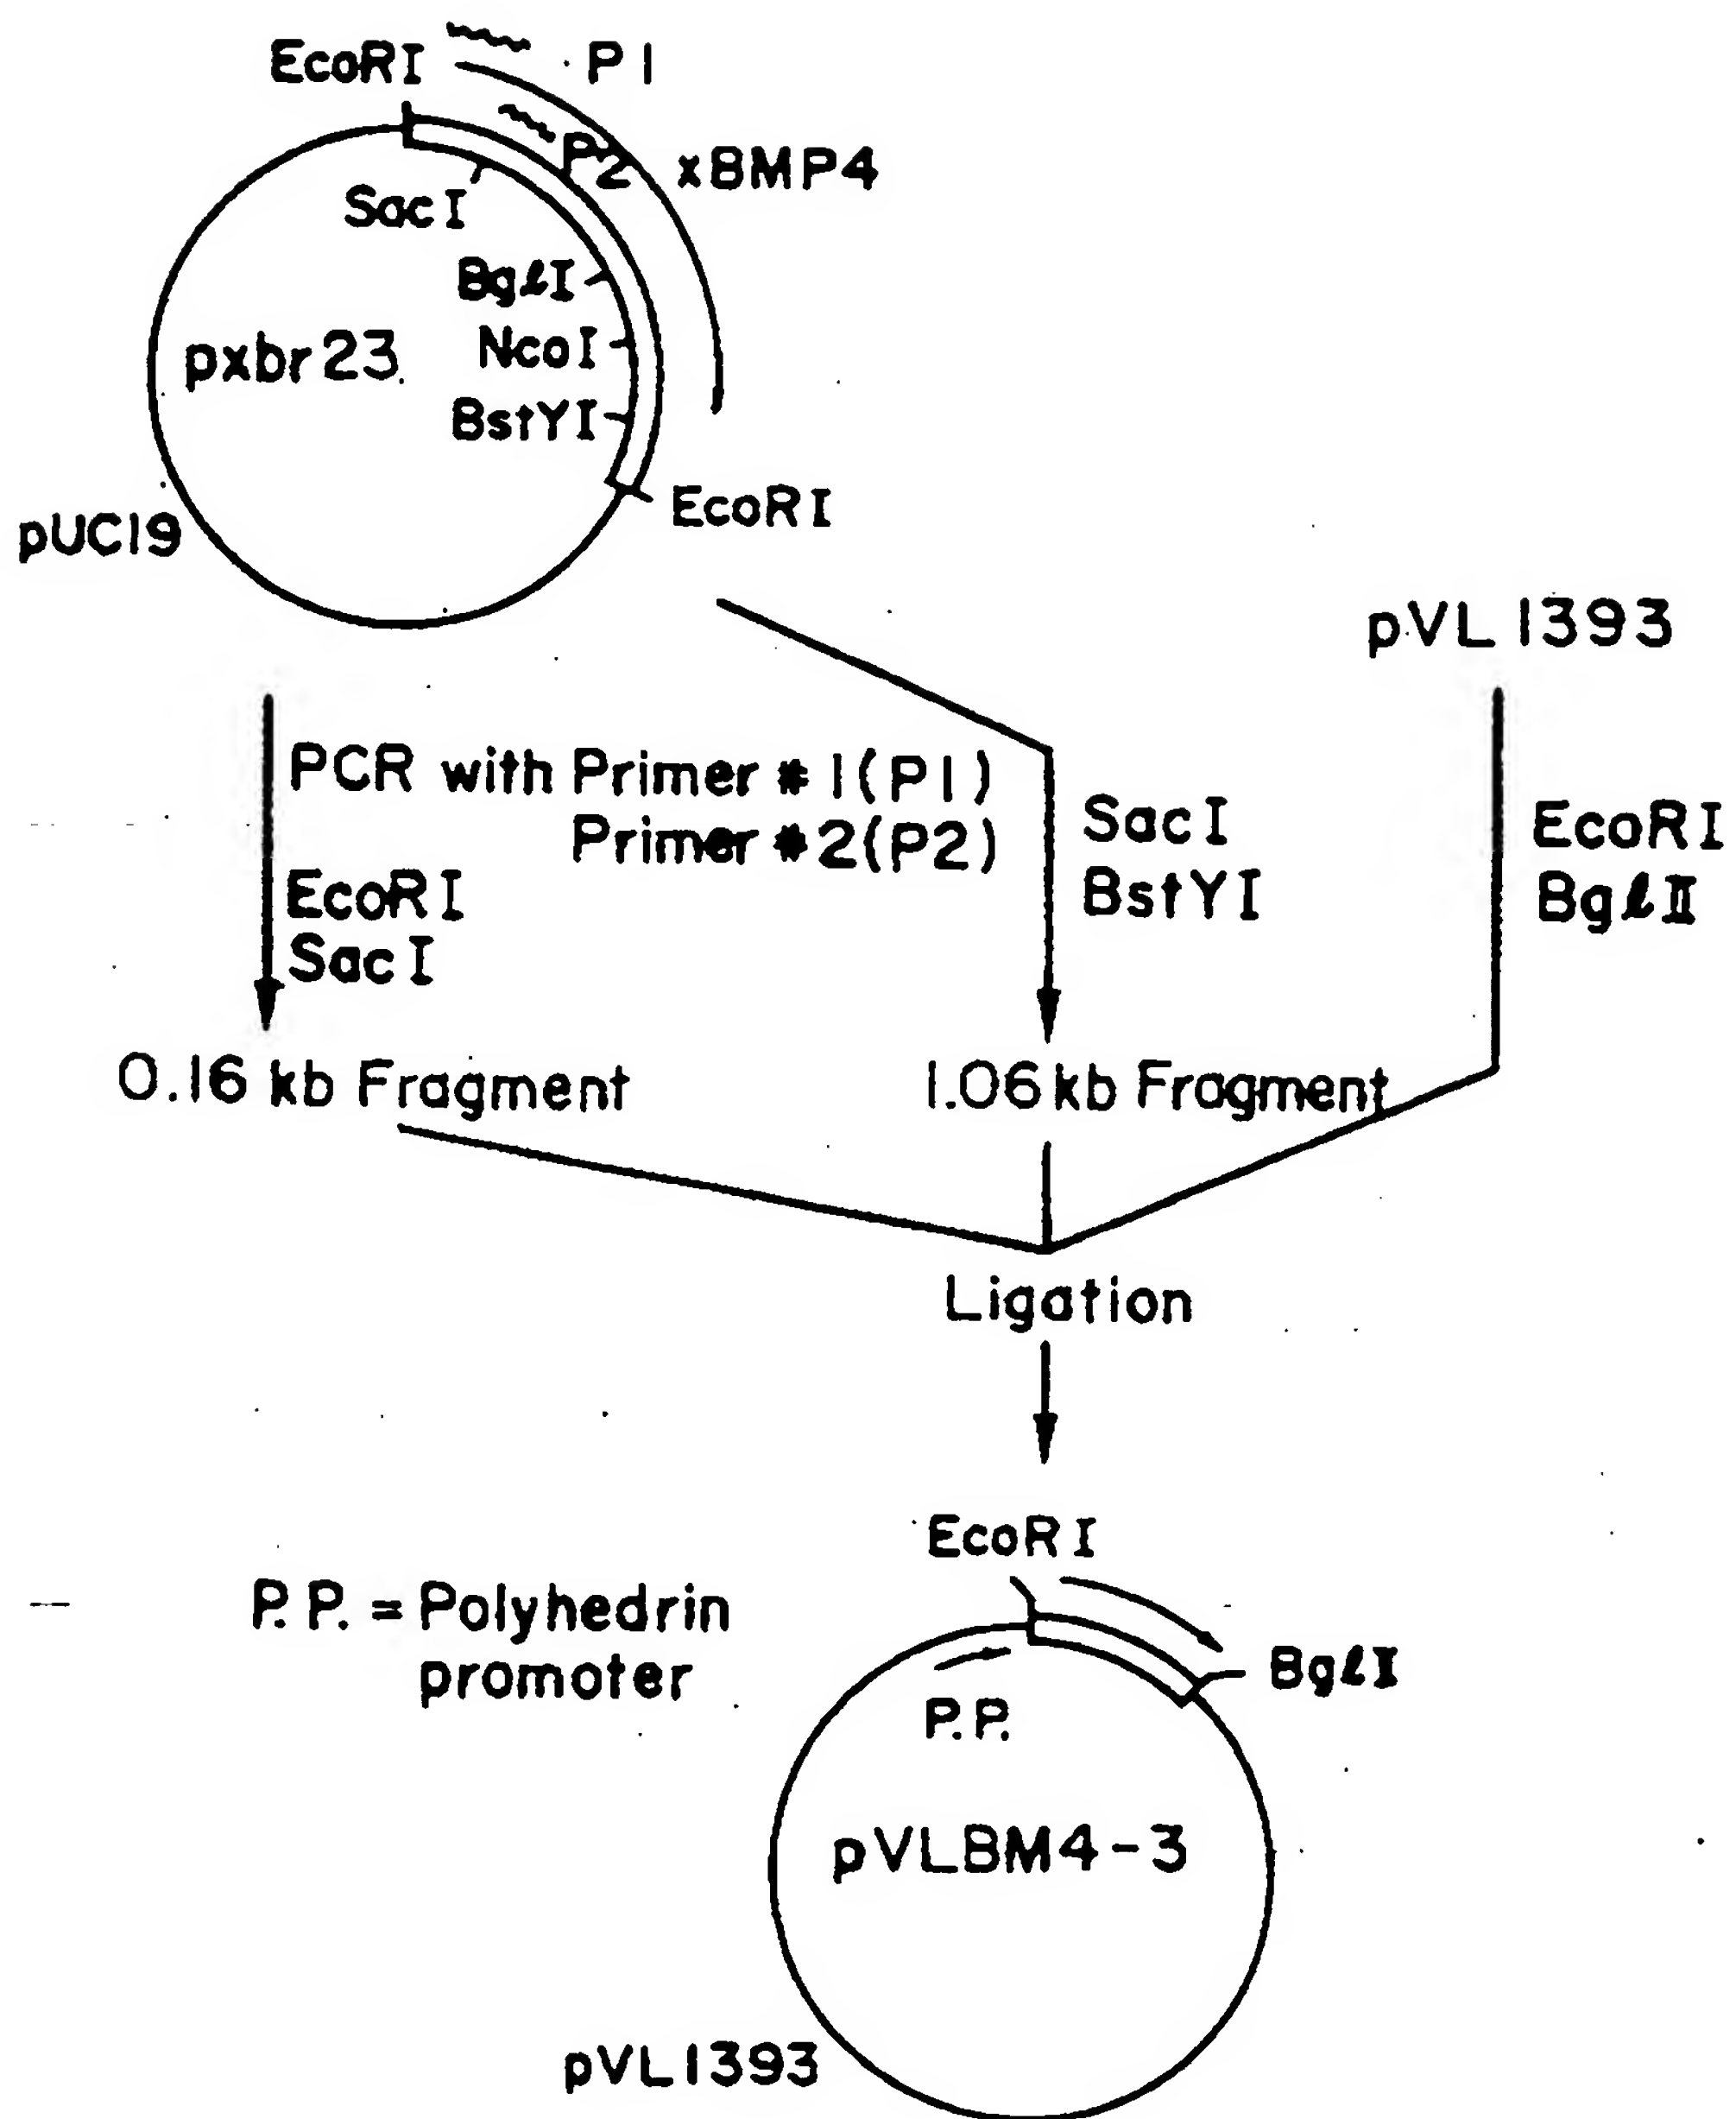 EcoRI
P1
P2
xBMP4
SacI
BglI
NcoI
BstYI
pxbr23
EcoRI
pUC19
pVL1393
PCR with Primer #1(P1)
Primer #2(P2)
EcoRI
SacI
SacI
BstYI
EcoRI
BglII
0.16 kb Fragment
1.06 kb Fragment
Ligation
EcoRI
P.P. = Polyhedrin
promoter
BglI
P.P.
pVLBM4-3
pVL1393